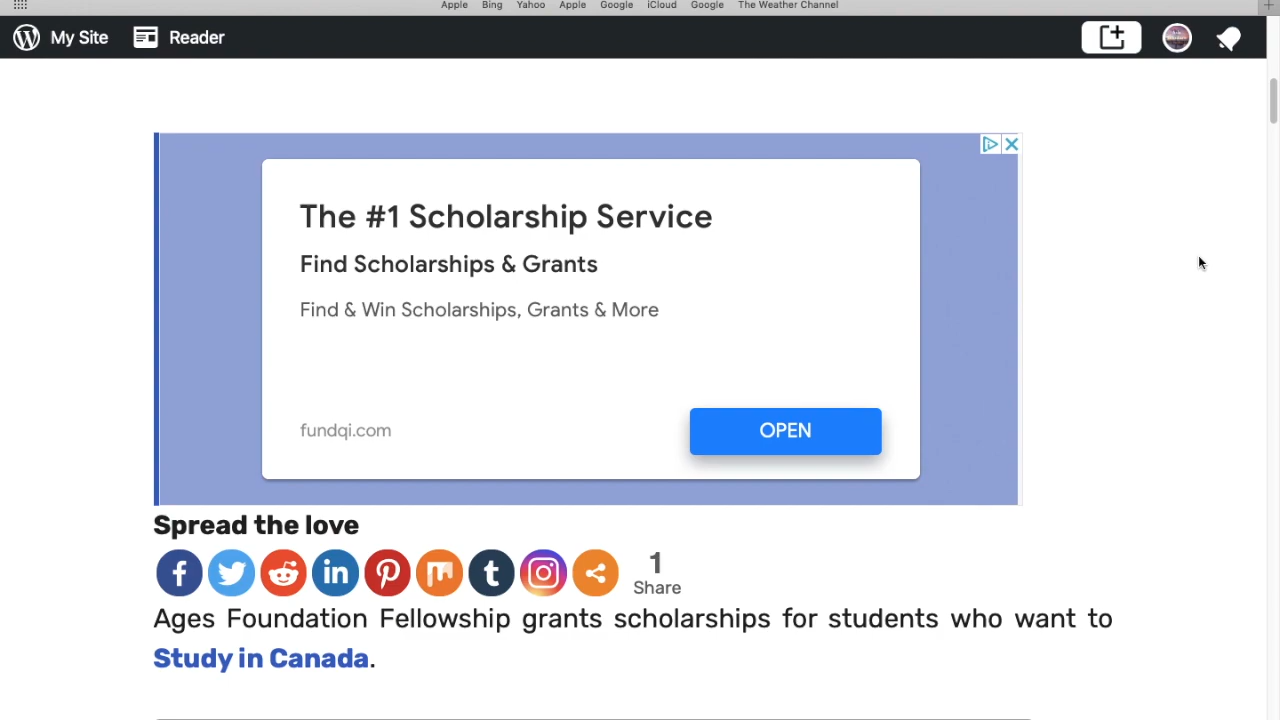 Apple Bing Yahoo Apple Google iCloud Google The Weather Channel
My Site Reader
The #1 Scholarship Service
Find Scholarships & Grants
Find & Win Scholarships, Grants & More
fundqi.com OPEN
Spread the love
1
Share
Ages Foundation Fellowship grants scholarships for students who want to
Study in Canada.